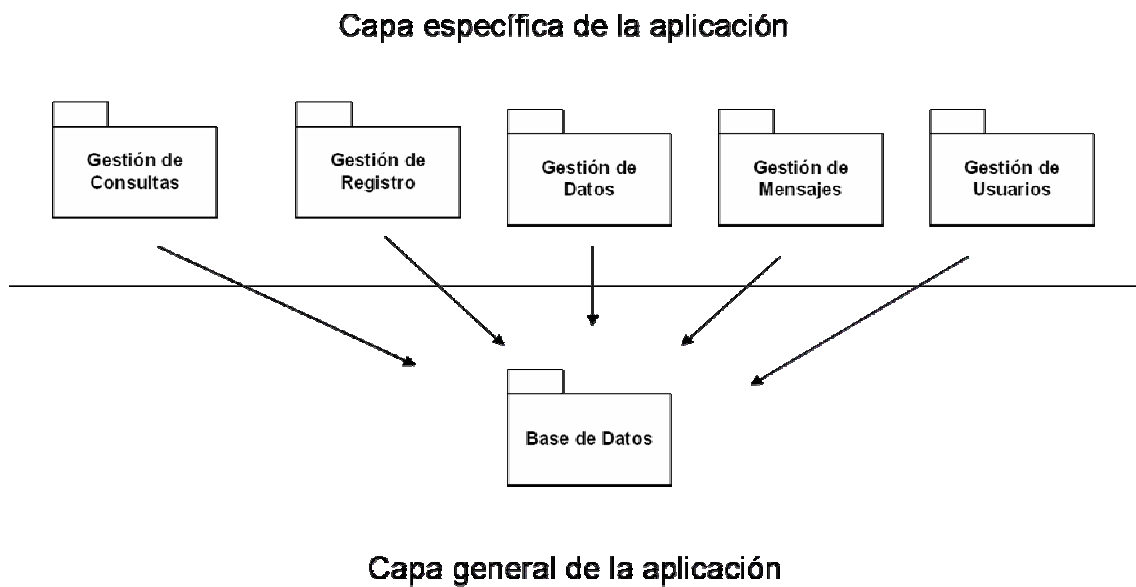 Capa específica de la aplicación
Gestión de
Consultas
Gestión de
Registro
Gestión de
Datos
Gestión de
Mensajes
Gestión de
Usuarios
Base de Datos
Capa general de la aplicación